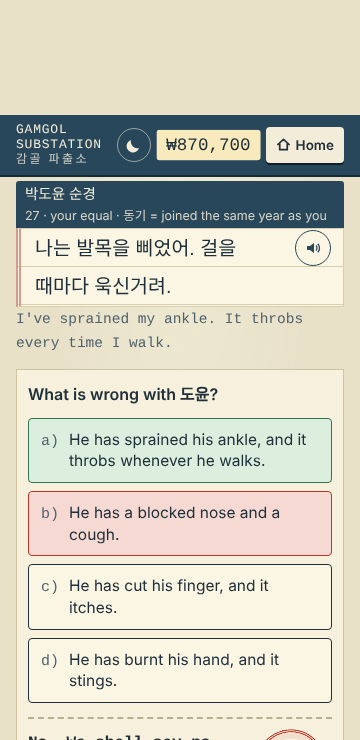 GAMGOL
SUBSTATION
감골 파출소
₩870,700
Home
박도윤 순경
27 · your equal · 동기 = joined the same year as you
나는 발목을 삐었어. 걸을
때마다 욱신거려.
I've sprained my ankle. It throbs
every time I walk.
What is wrong with 도윤?
a) He has sprained his ankle, and it
throbs whenever he walks.
b) He has a blocked nose and a
cough.
c) He has cut his finger, and it
itches.
d) He has burnt his hand, and it
stings.